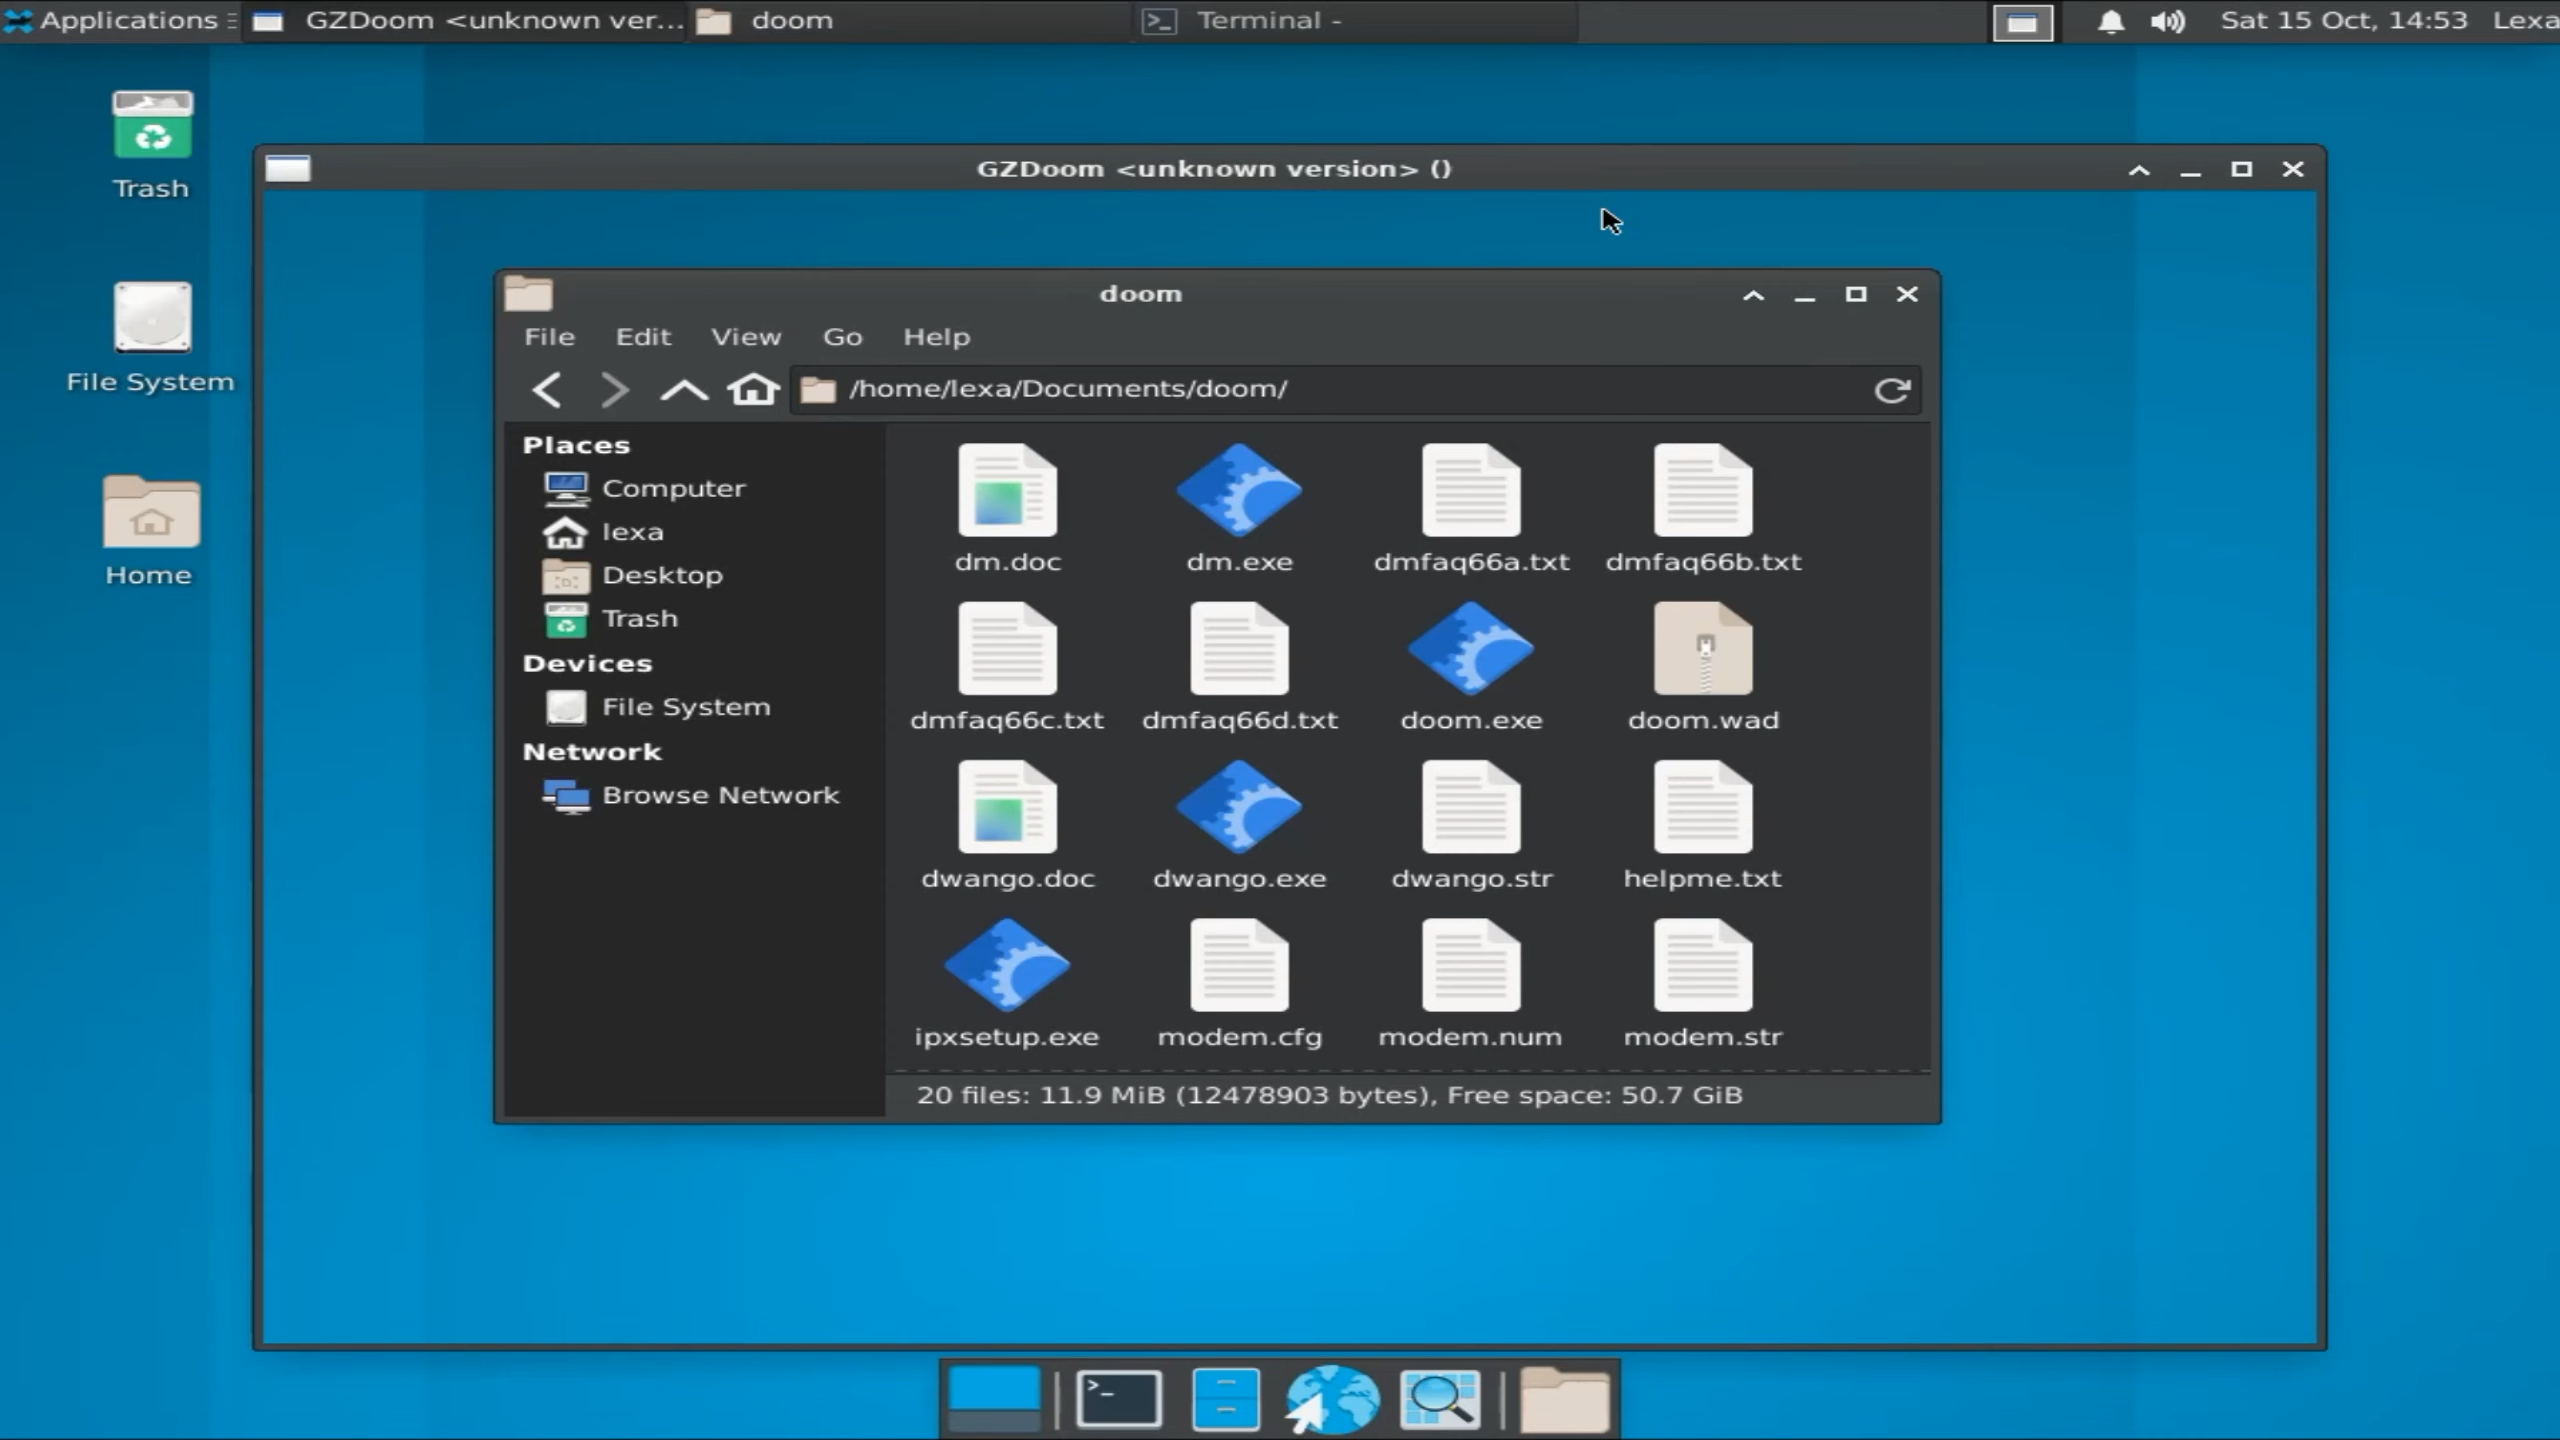 Applications
GZDoom <unknown ver...
doom
Terminal -
Sat 15 Oct, 14:53
Lexa
Trash
File System
Home
GZDoom <unknown version> ()
doom
File Edit View Go Help
/home/lexa/Documents/doom/
Places
Computer
lexa
Desktop
Trash
Devices
File System
Network
Browse Network
dm.doc dm.exe dmfaq66a.txt dmfaq66b.txt
dmfaq66c.txt dmfaq66d.txt doom.exe doom.wad
dwango.doc dwango.exe dwango.str helpme.txt
ipxsetup.exe modem.cfg modem.num modem.str
20 files: 11.9 MiB (12478903 bytes), Free space: 50.7 GiB